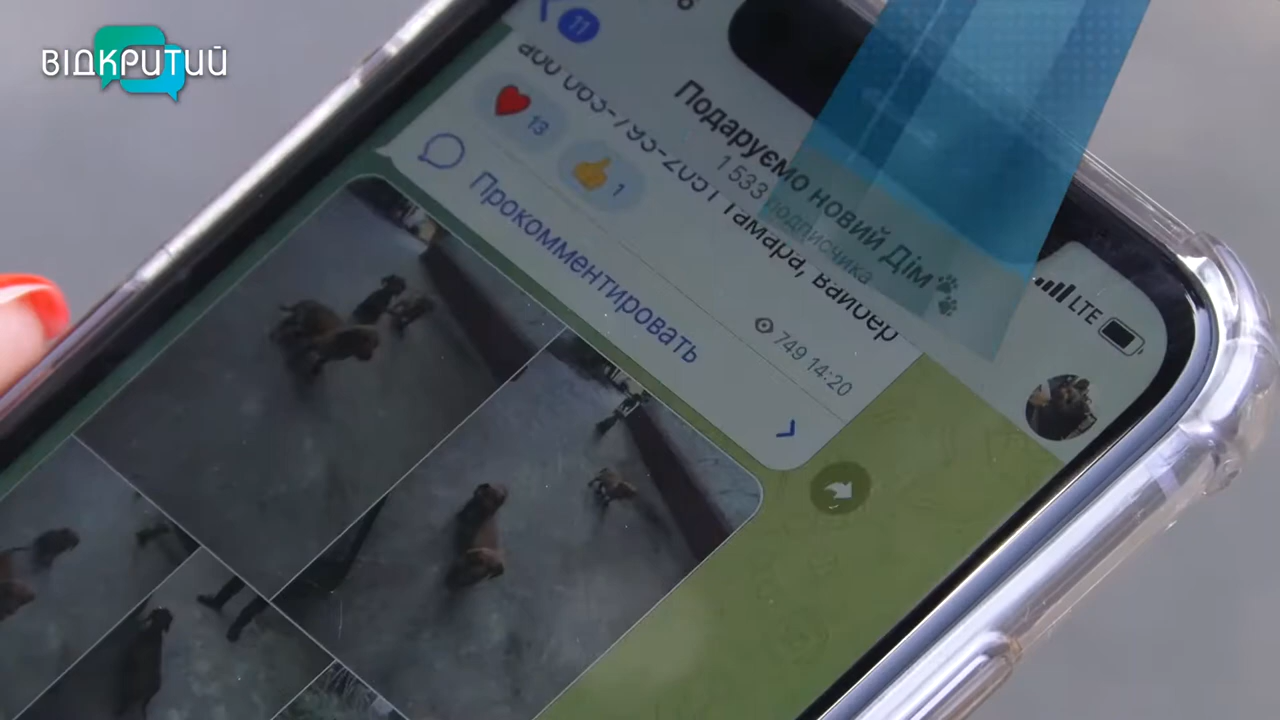 ВІДКРИТИЙ
11
Подаруємо новий Дім
1 533 подписчика
LTE
Тамара, вайбер
13
1
749 14:20
Прокомментировать